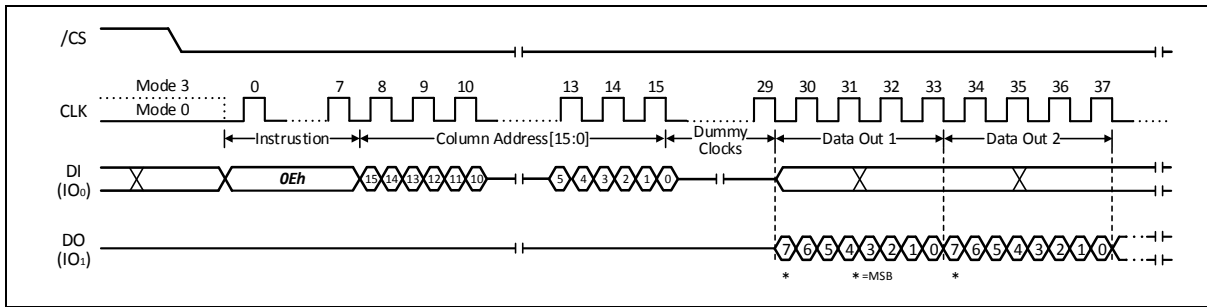 /CS
Mode 3
0 7 8 9 10 13 14 15 29 30 31 32 33 34 35 36 37
CLK Mode 0
Instrustion Column Address[15:0] Dummy Clocks Data Out 1 Data Out 2
DI
(IO0)
0Eh 15 14 13 12 11 10 5 4 3 2 1 0
DO
(IO1)
7 6 5 4 3 2 1 0 7 6 5 4 3 2 1 0
* * =MSB *